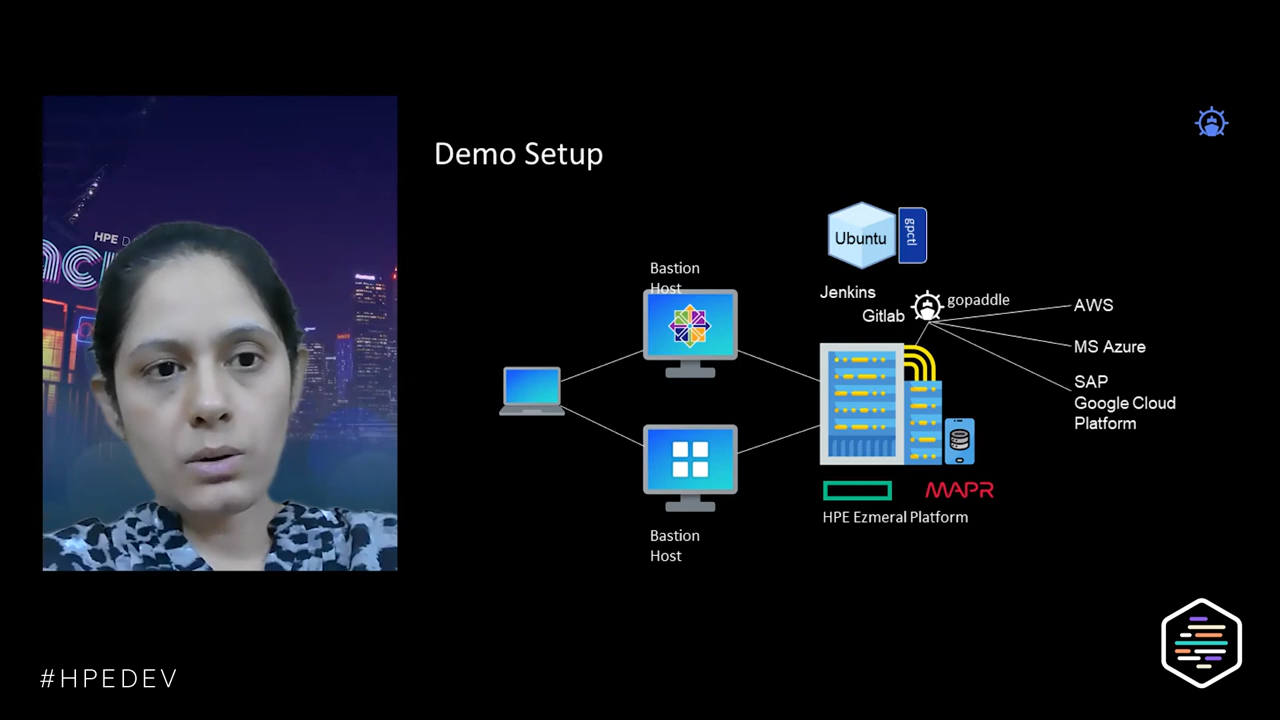 HPE
Demo Setup
Ubuntu
gpctl
Bastion
Host
Jenkins
Gitlab
gopaddle
AWS
MS Azure
SAP
Google Cloud
Platform
MAPR
HPE Ezmeral Platform
Bastion
Host
#HPEDEV